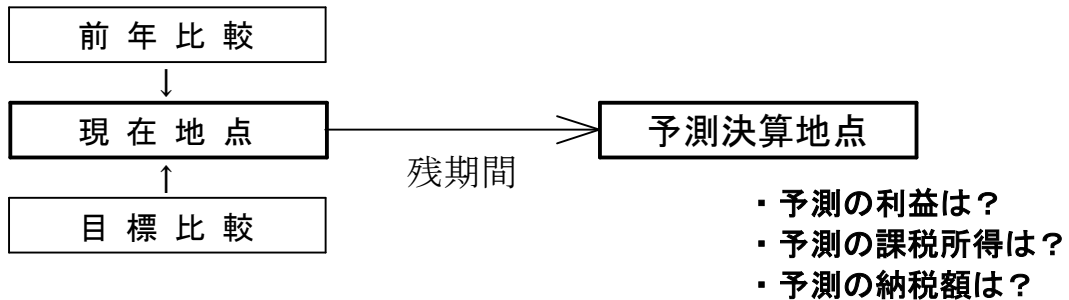 前年比較
↓
現在地点
残期間
予測決算地点
↑
目標比較
・予測の利益は？
・予測の課税所得は？
・予測の納税額は？